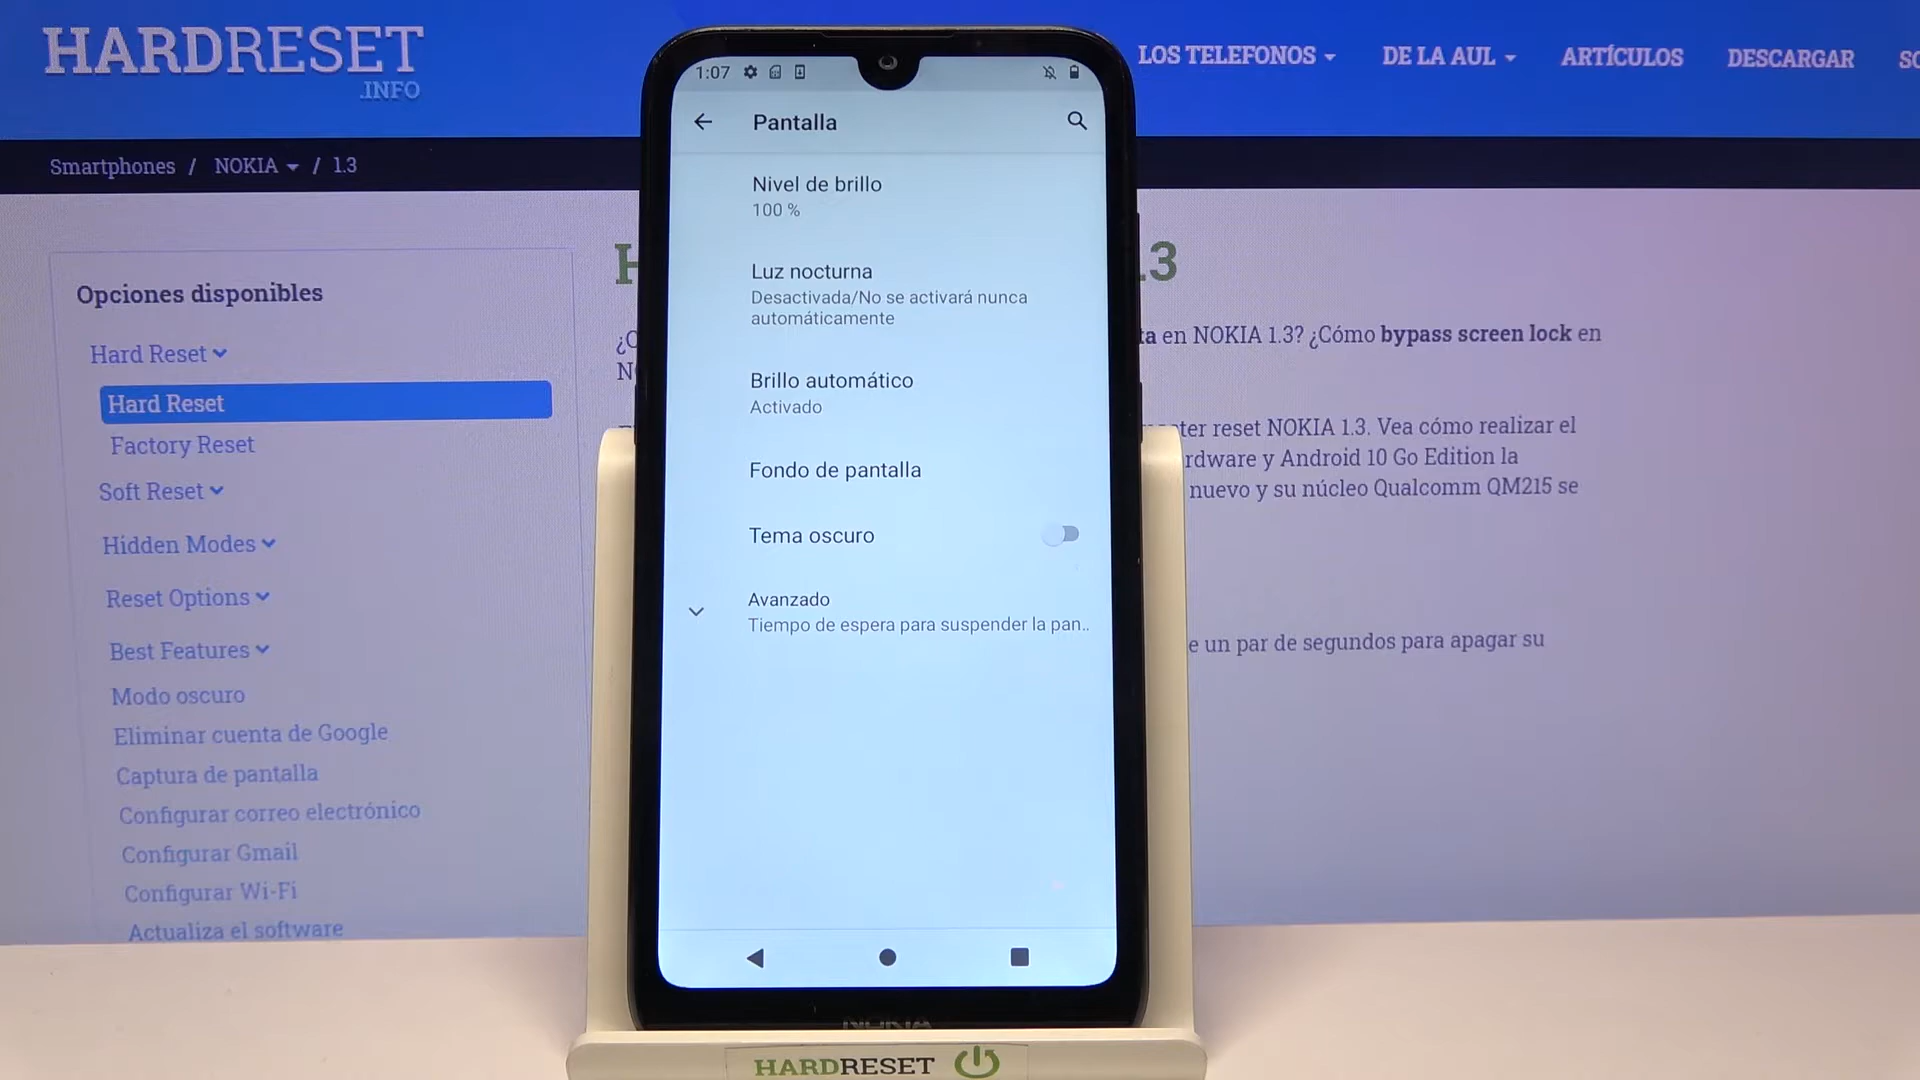 HARDRESET
.INFO
LOS TELEFONOS
DE LA AUL
ARTÍCULOS
DESCARGAR
Smartphones / NOKIA / 1.3
Opciones disponibles
Hard Reset
Hard Reset
Factory Reset
Soft Reset
Hidden Modes
Reset Options
Best Features
Modo oscuro
Eliminar cuenta de Google
Captura de pantalla
Configurar correo electrónico
Configurar Gmail
Configurar Wi-Fi
Actualiza el software
1:07
Pantalla
Nivel de brillo
100 %
Luz nocturna
Desactivada/No se activará nunca
automáticamente
Brillo automático
Activado
Fondo de pantalla
Tema oscuro
Avanzado
Tiempo de espera para suspender la pan..
NOKIA
HARDRESET
.3
en NOKIA 1.3? ¿Cómo bypass screen lock en
reset NOKIA 1.3. Vea cómo realizar el
y Android 10 Go Edition la
nuevo y su núcleo Qualcomm QM215 se
un par de segundos para apagar su